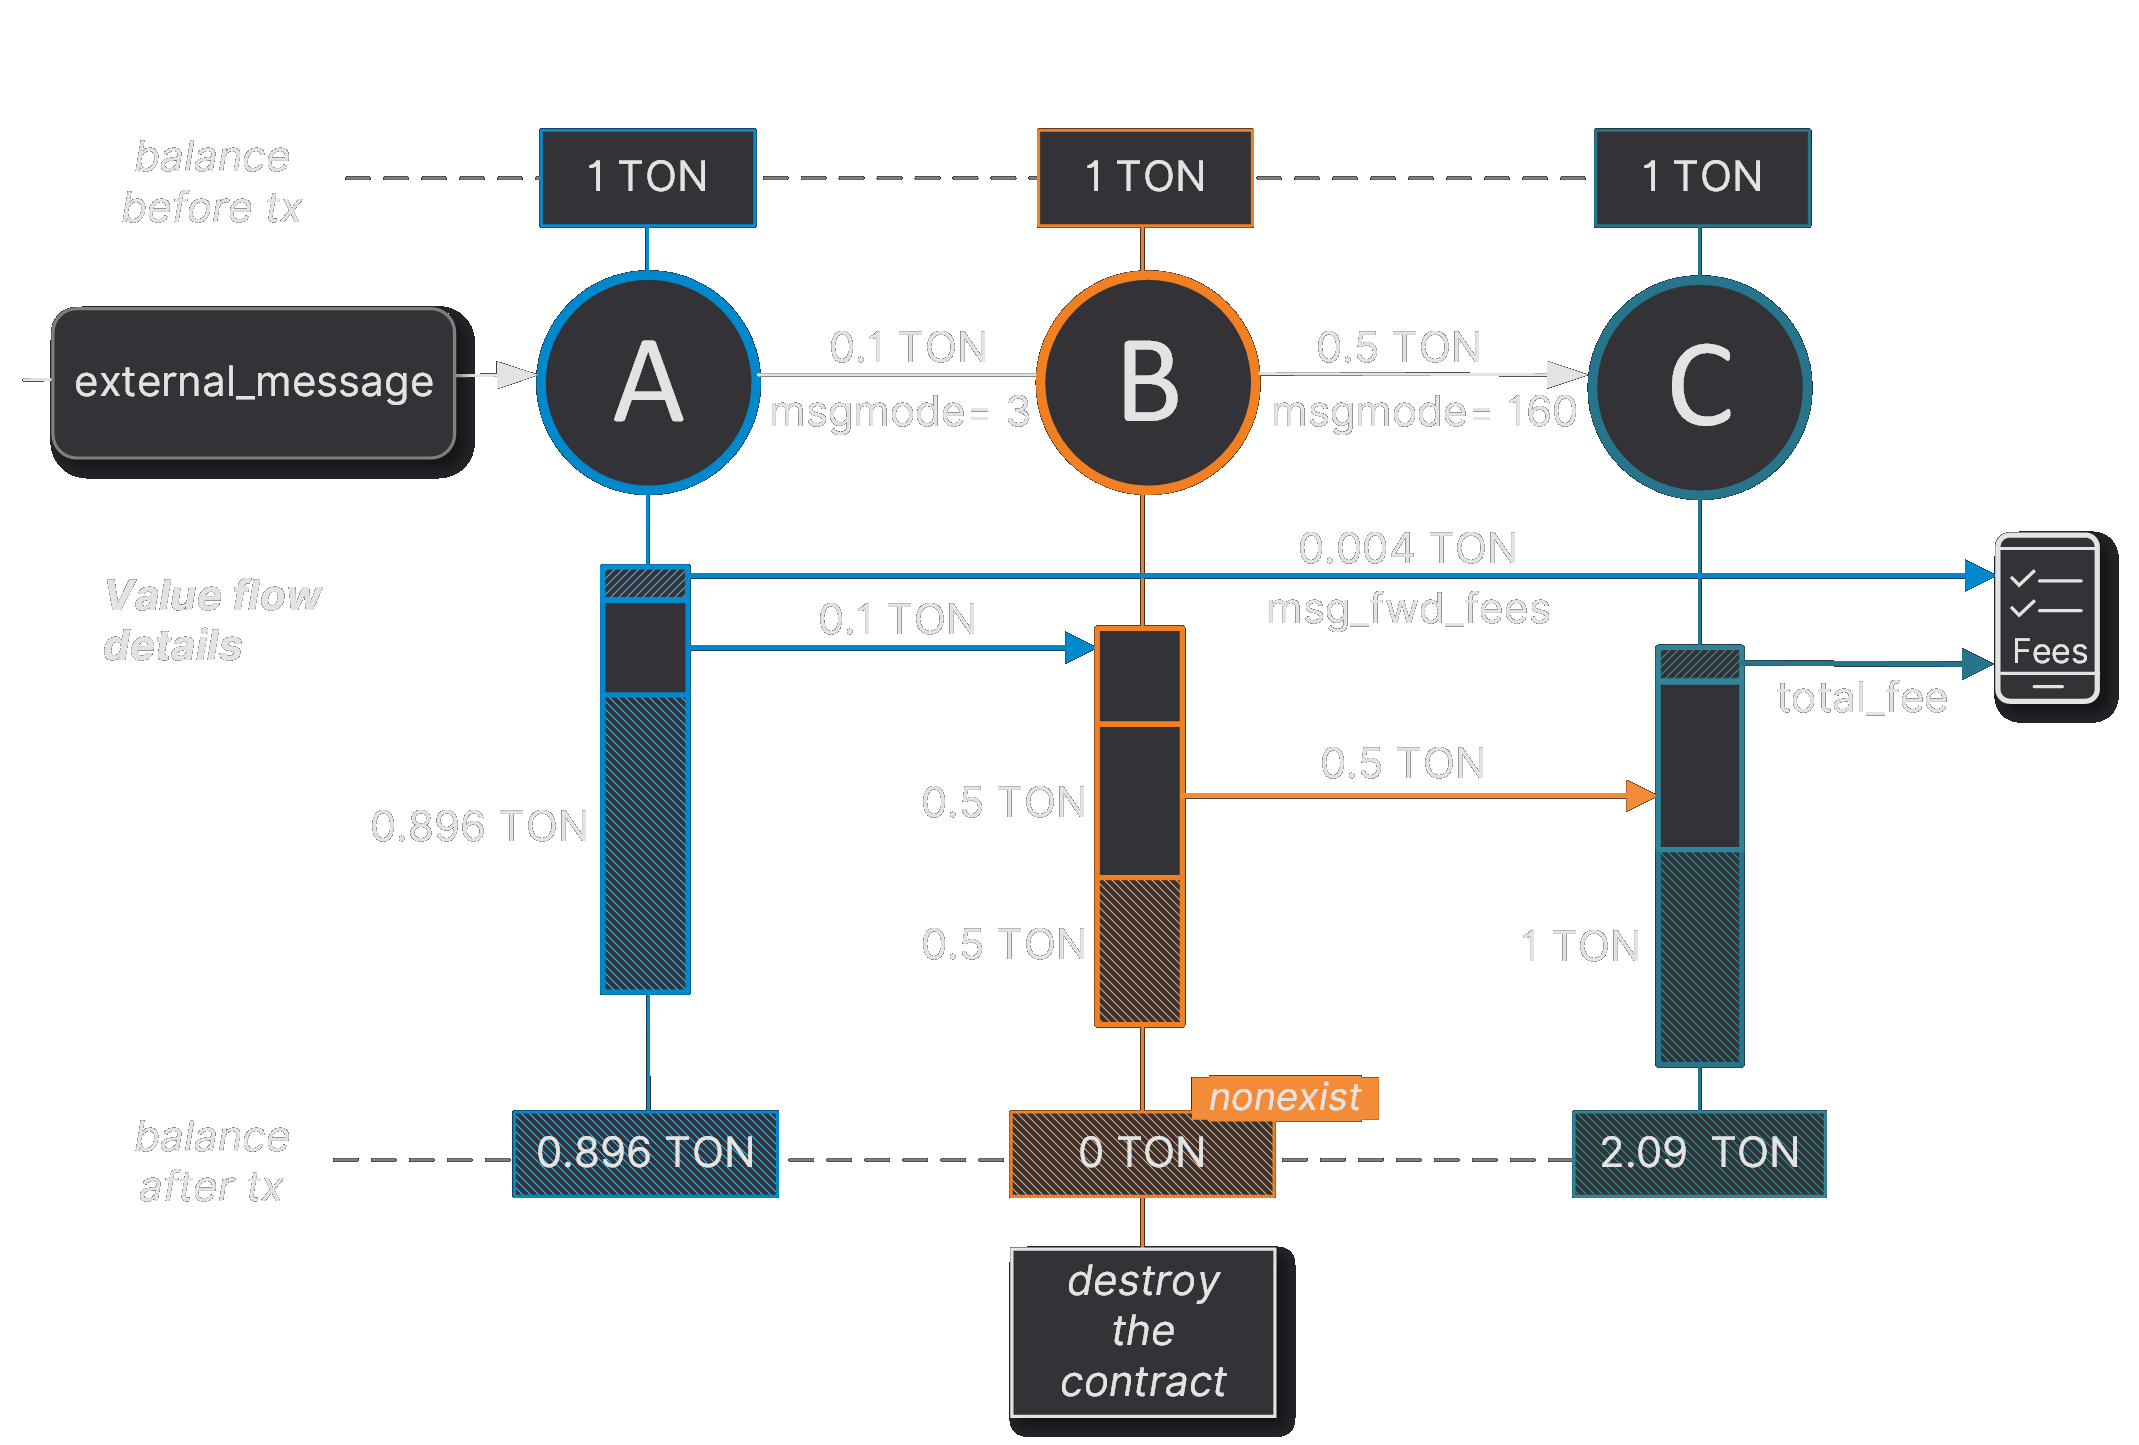 balance
before tx
1 TON
1 TON
1 TON
external_message
A
0.1 TON
msgmode= 3
B
0.5 TON
msgmode= 160
C
Value flow
details
0.004 TON
msg_fwd_fees
0.1 TON
Fees
total_fee
0.5 TON
0.5 TON
0.896 TON
0.5 TON
1 TON
nonexist
balance
after tx
0.896 TON
0 TON
2.09 TON
destroy
the
contract